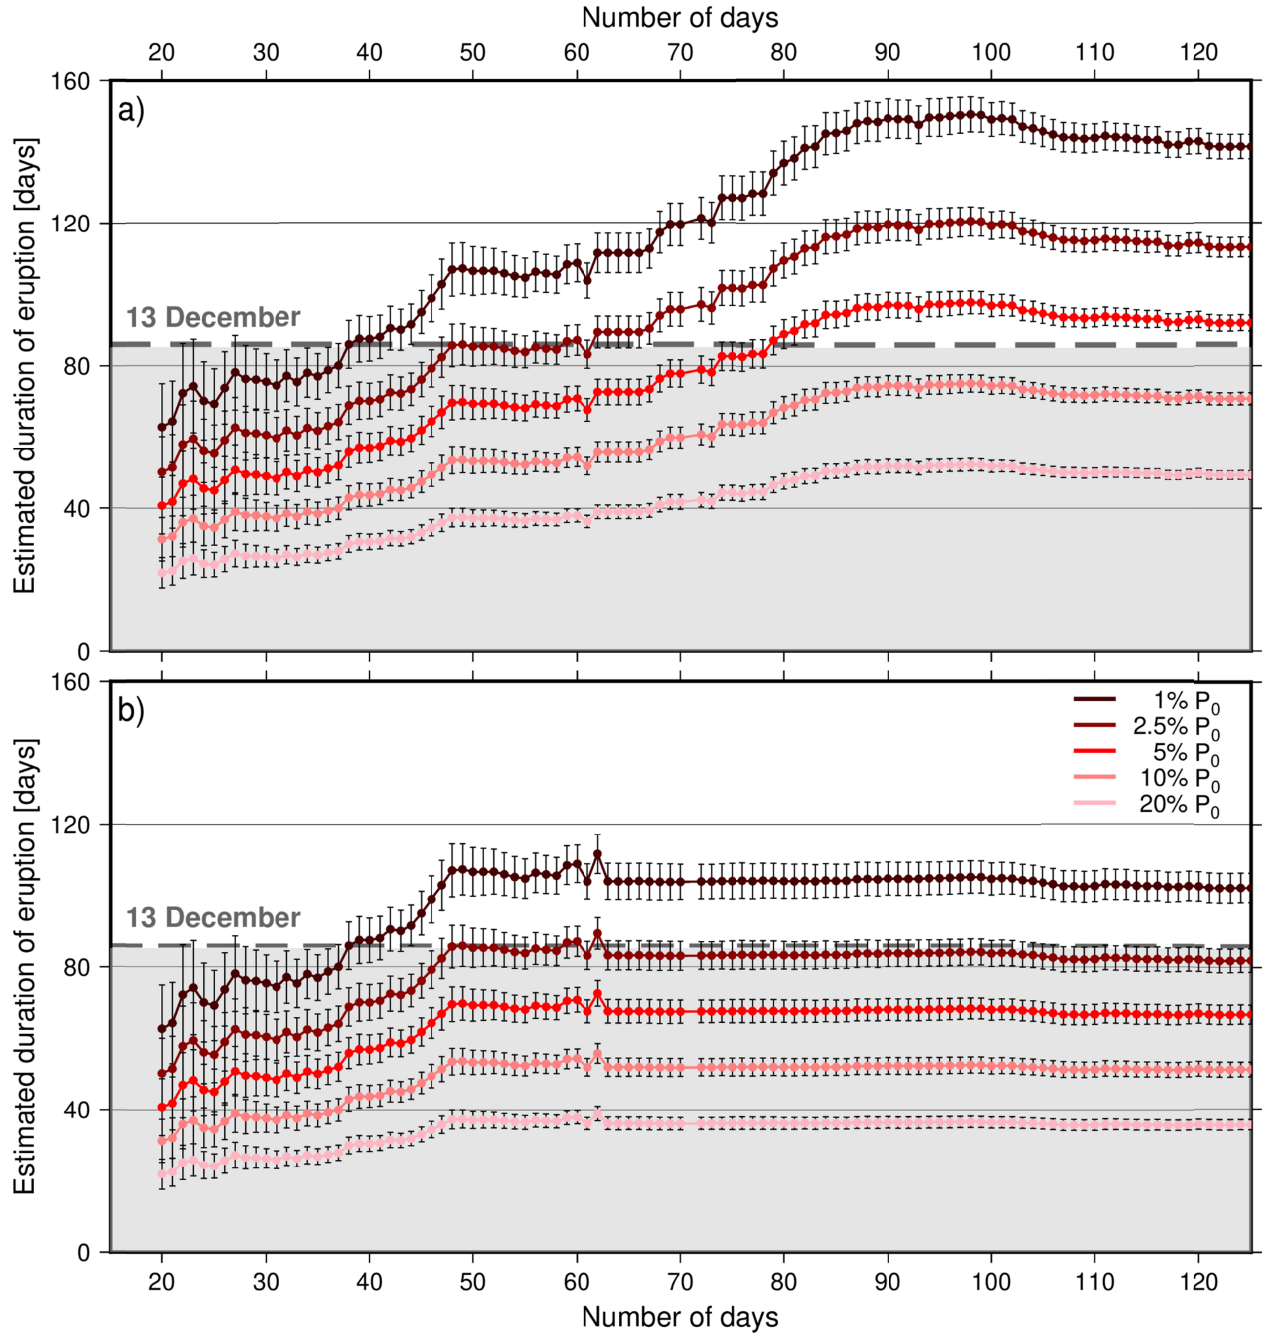 Number of days
20 30 40 50 60 70 80 90 100 110 120
160
a)
120
13 December
80
40
0
Estimated duration of eruption [days]
160
b)
1% P0
2.5% P0
5% P0
10% P0
20% P0
120
13 December
80
40
0
Estimated duration of eruption [days]
20 30 40 50 60 70 80 90 100 110 120
Number of days